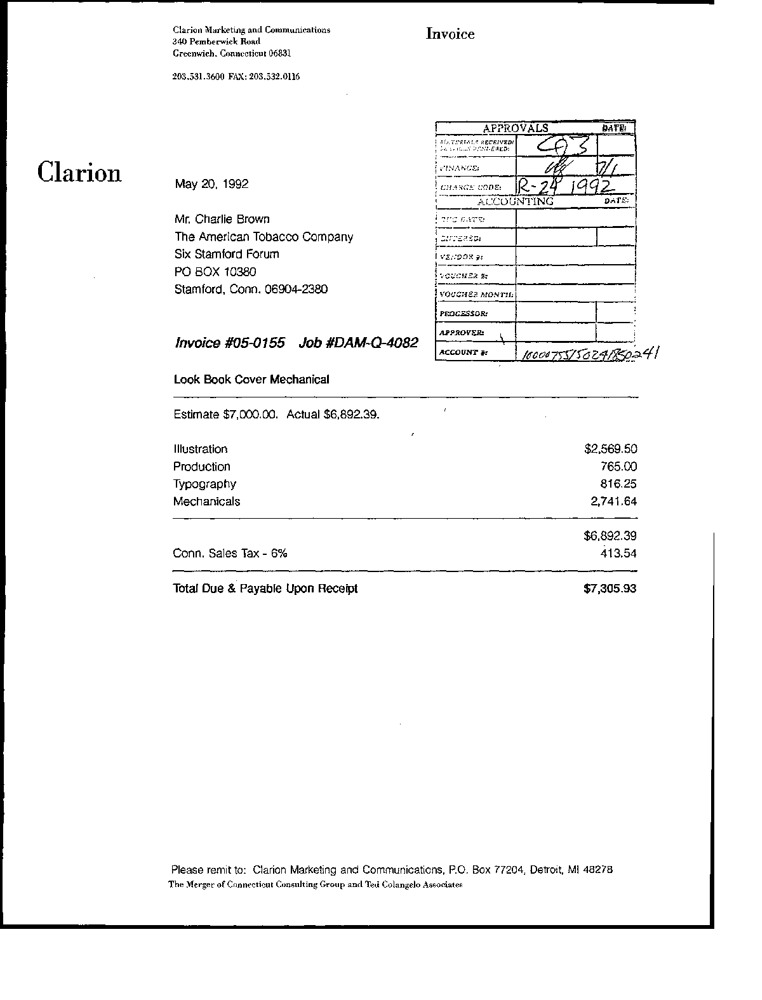 Clarion Marketing and Communications
340 Pemberwick Road
Greenwich, Connecticut 06831
203.531.3600 FAX: 203.532.0116
Invoice
Clarion
APPROVALS DATE:
MATERIALS RECEIVED/
FINANCE: 7/1
CHARGE CODE: R-24 1992
ACCOUNTING DATE:
DUE DATE:
ENTERED:
VENDOR #:
VOUCHER #:
VOUCHER MONTH:
PROCESSOR:
APPROVER:
ACCOUNT #:
May 20, 1992
Mr. Charlie Brown
The American Tobacco Company
Six Stamford Forum
PO BOX 10380
Stamford, Conn. 06904-2380
Invoice #05-0155 Job #DAM-Q-4082
Look Book Cover Mechanical
Estimate $7,000.00. Actual $6,892.39.
Illustration $2,569.50
Production 765.00
Typography 816.25
Mechanicals 2,741.64
$6,892.39
Conn. Sales Tax - 6% 413.54
Total Due & Payable Upon Receipt $7,305.93
Please remit to: Clarion Marketing and Communications, P.O. Box 77204, Detroit, MI 48278
The Merger of Connecticut Consulting Group and Ted Colangelo Associates